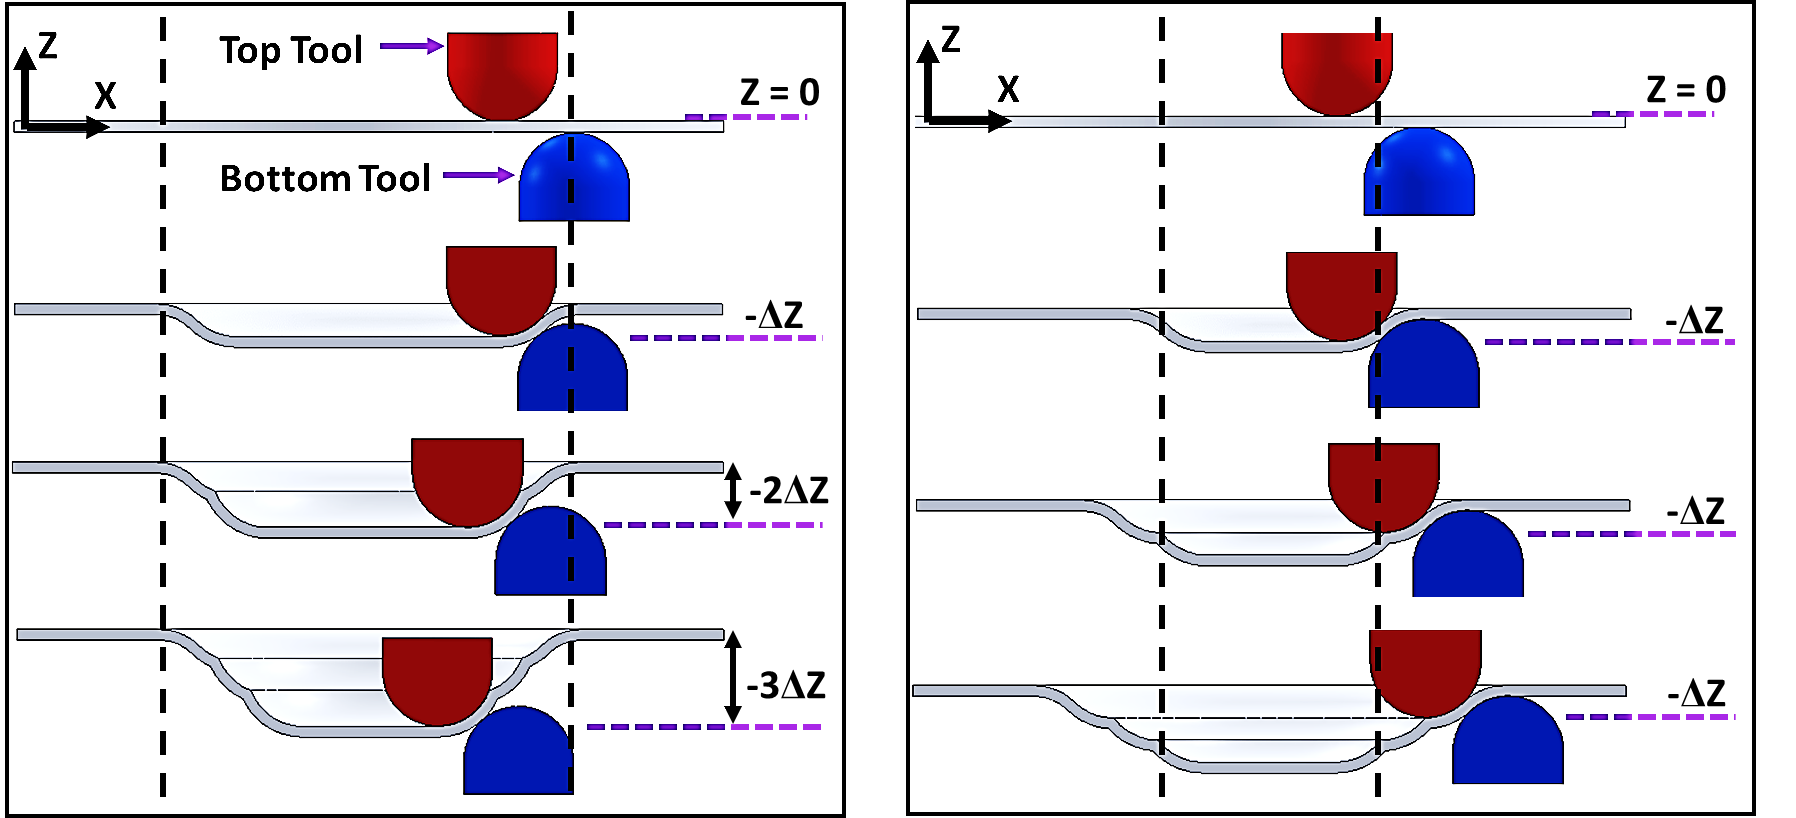 Z
Top Tool
X
Z = 0
Bottom Tool
-ΔZ
-2ΔZ
-3ΔZ
Z
X
Z = 0
-ΔZ
-ΔZ
-ΔZ